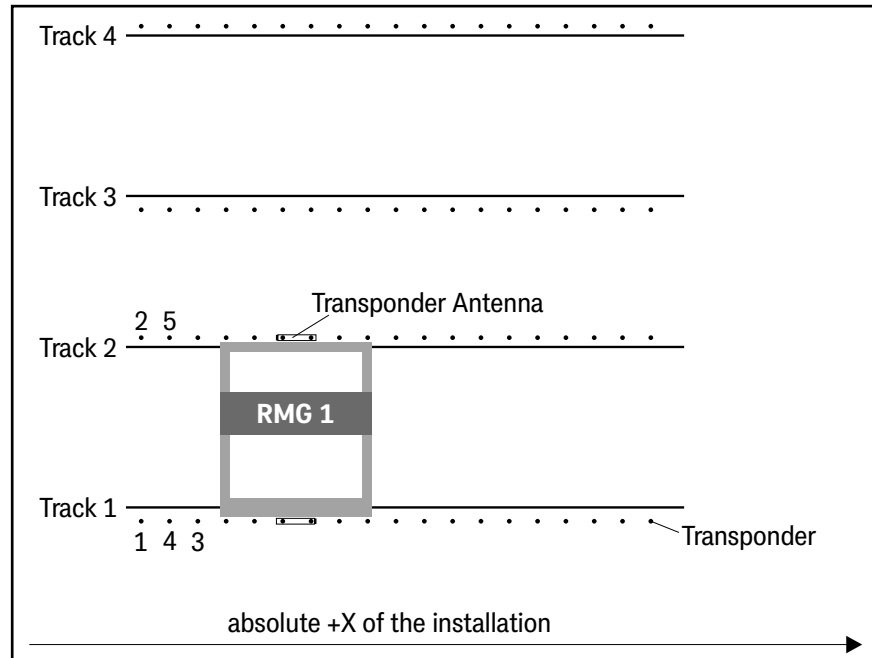 Track 4
Track 3
Transponder Antenna
2 5
Track 2
RMG 1
Track 1
1 4 3
Transponder
absolute +X of the installation